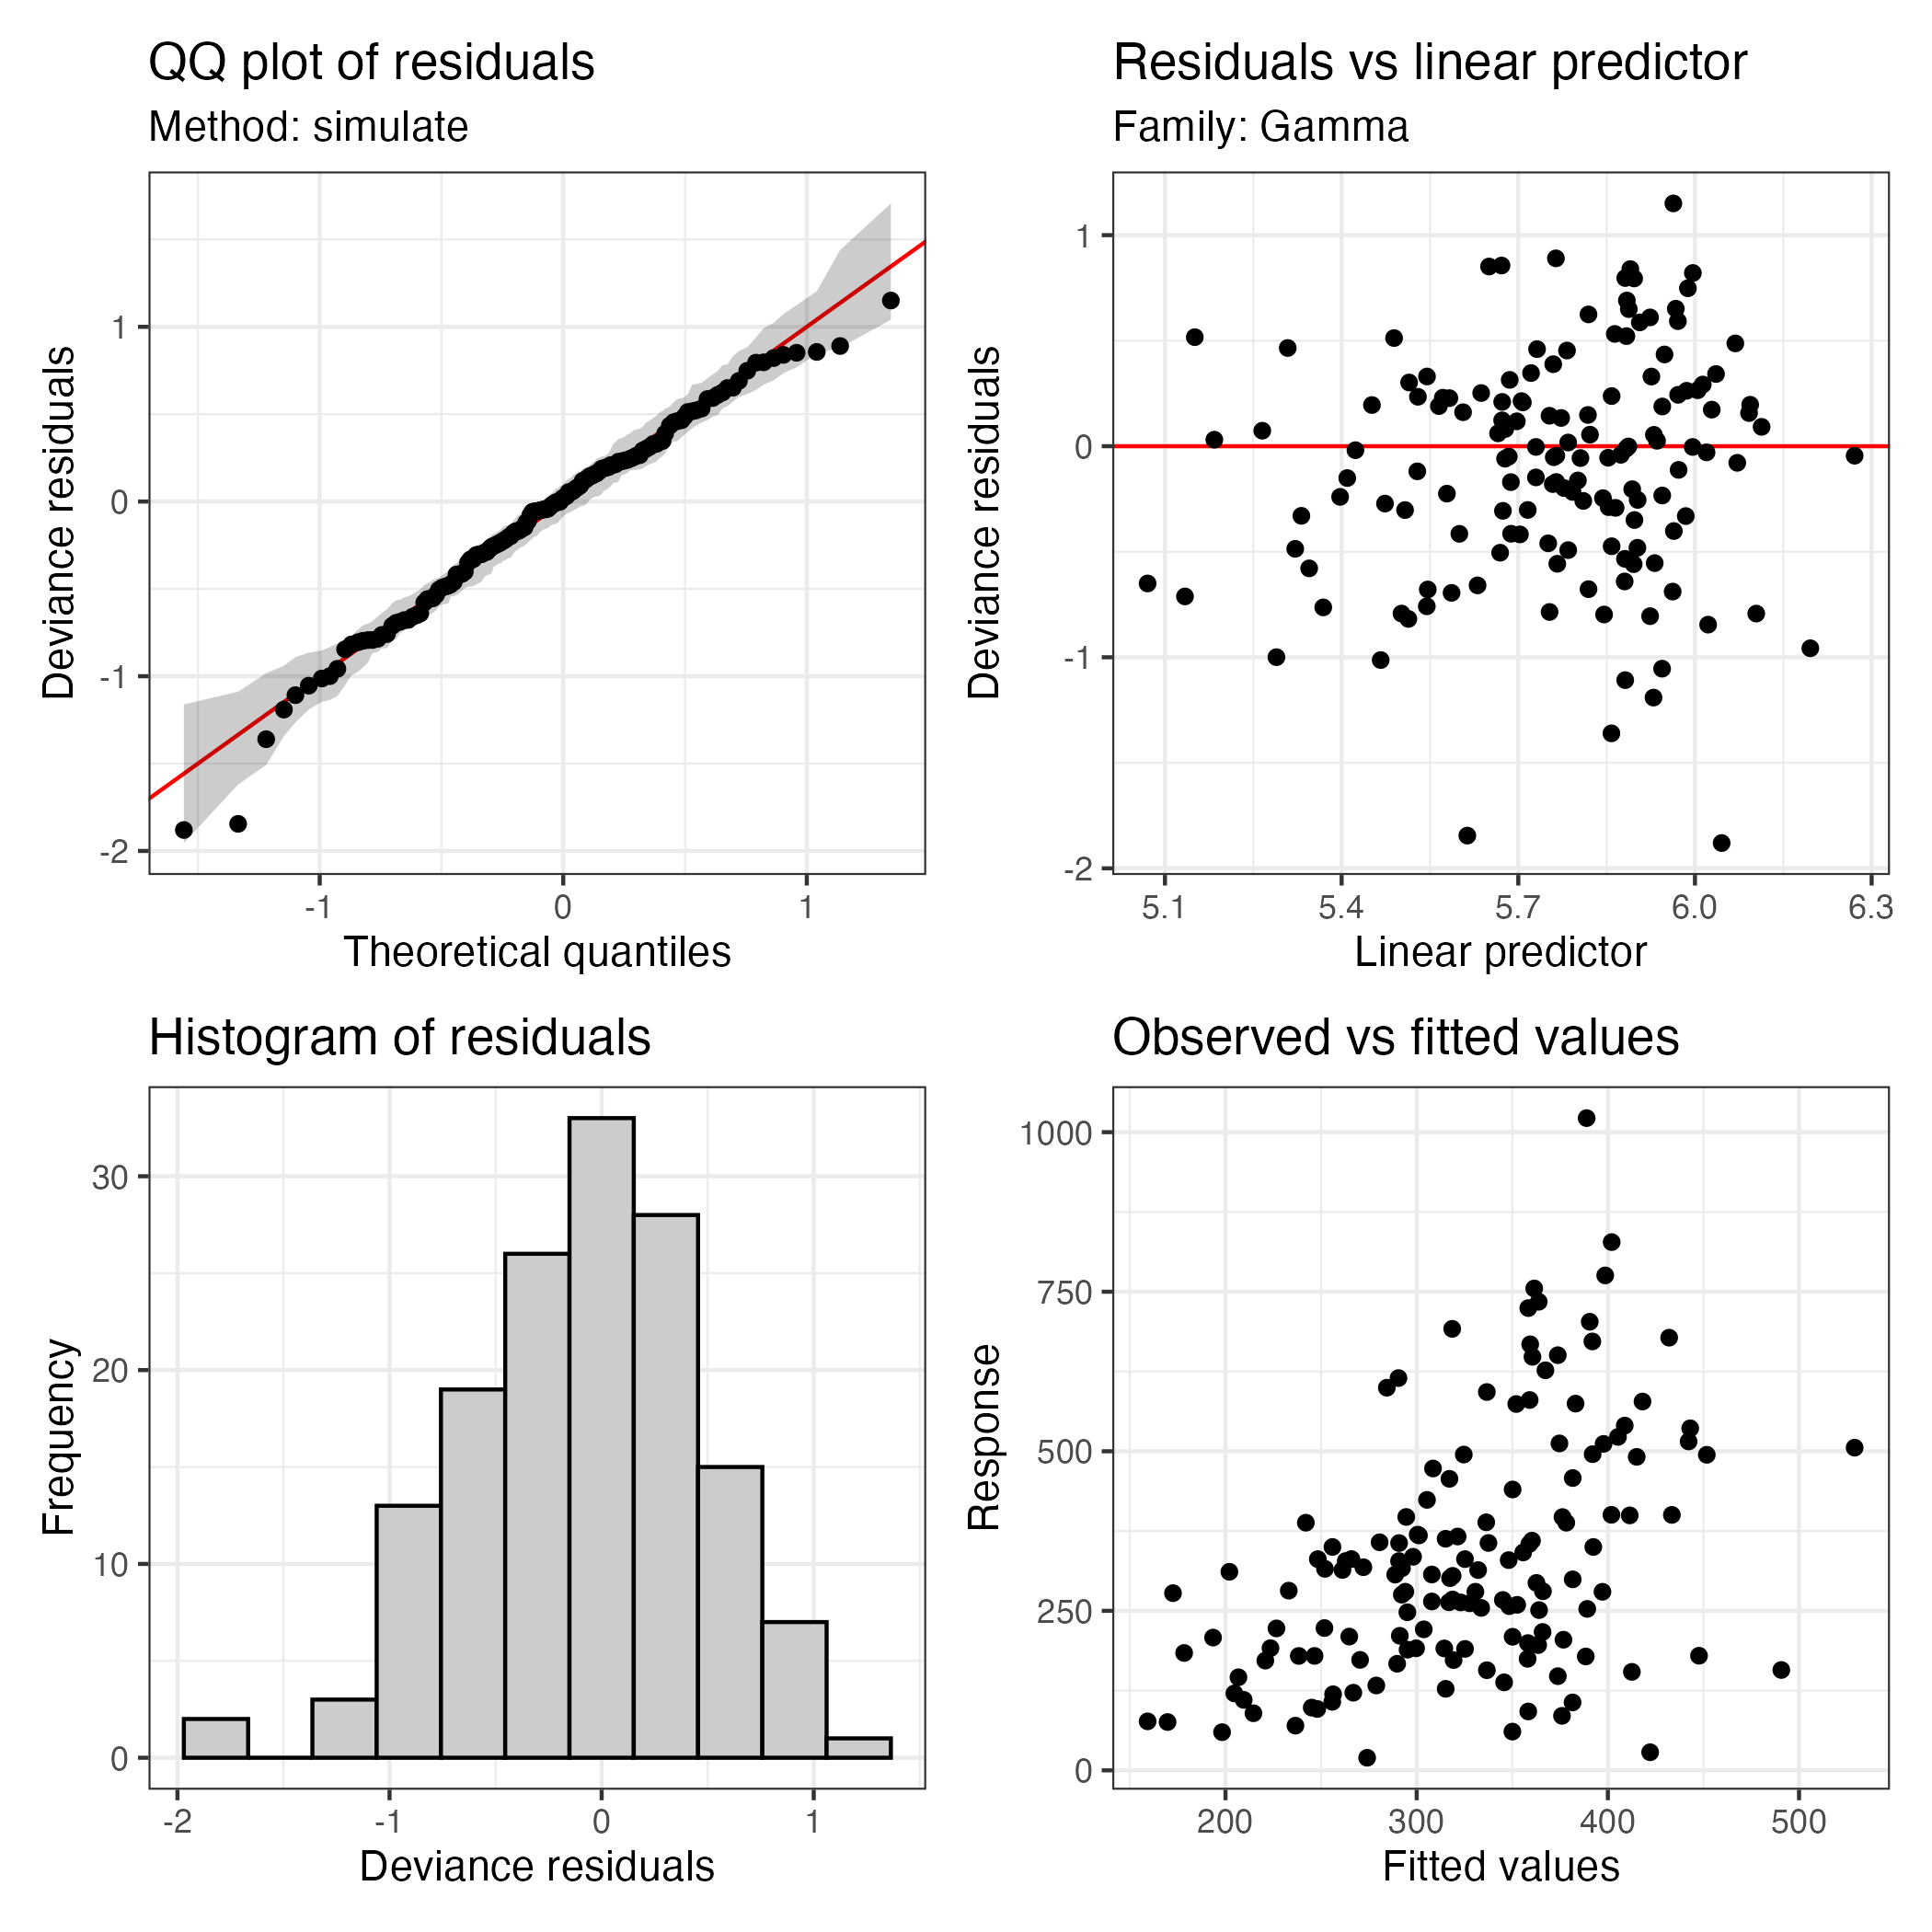 QQ plot of residuals
Method: simulate
1
0
-1
-2
-1
0
1
Deviance residuals
Theoretical quantiles
Residuals vs linear predictor
Family: Gamma
1
0
-1
-2
5.1
5.4
5.7
6.0
6.3
Deviance residuals
Linear predictor
Histogram of residuals
30
20
10
0
-2
-1
0
1
Frequency
Deviance residuals
Observed vs fitted values
1000
750
500
250
0
200
300
400
500
Response
Fitted values